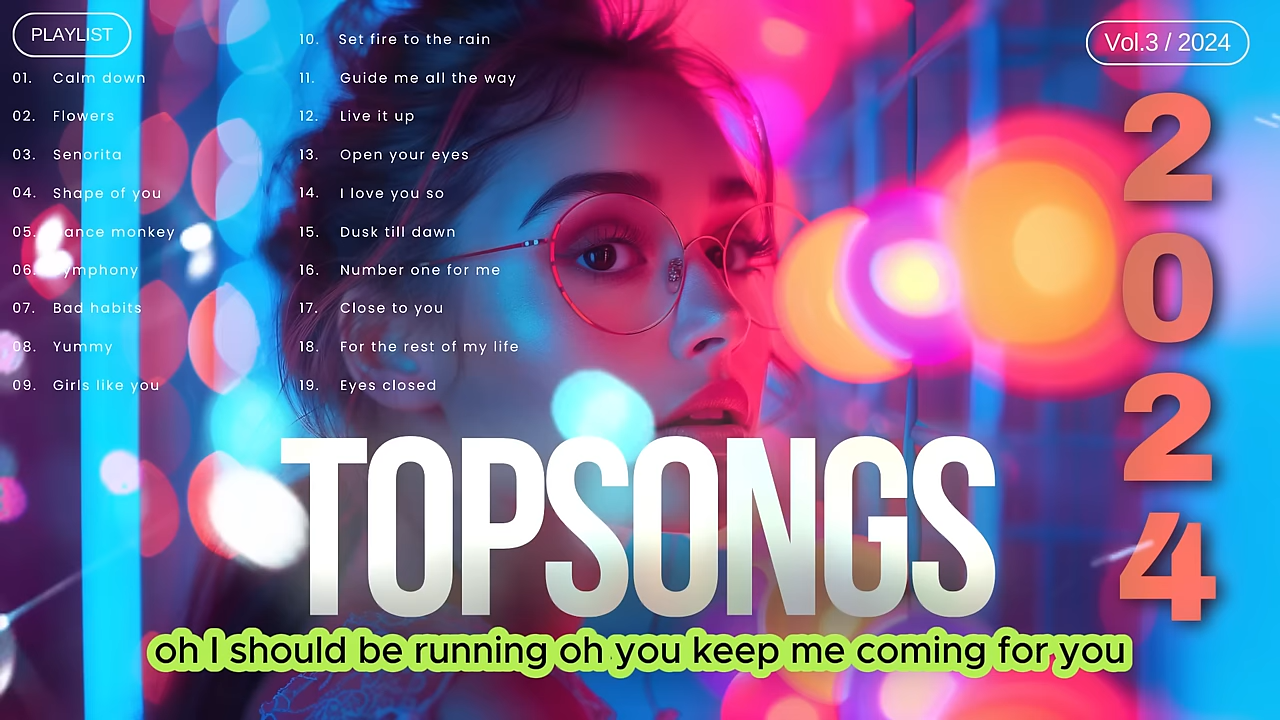 PLAYLIST
01. Calm down
02. Flowers
03. Senorita
04. Shape of you
05. ance monkey
06. ymphony
07. Bad habits
08. Yummy
09. Girls like you
10. Set fire to the rain
11. Guide me all the way
12. Live it up
13. Open your eyes
14. I love you so
15. Dusk till dawn
16. Number one for me
17. Close to you
18. For the rest of my life
19. Eyes closed
Vol.3 / 2024
2024
TOPSONGS
oh I should be running oh you keep me coming for you